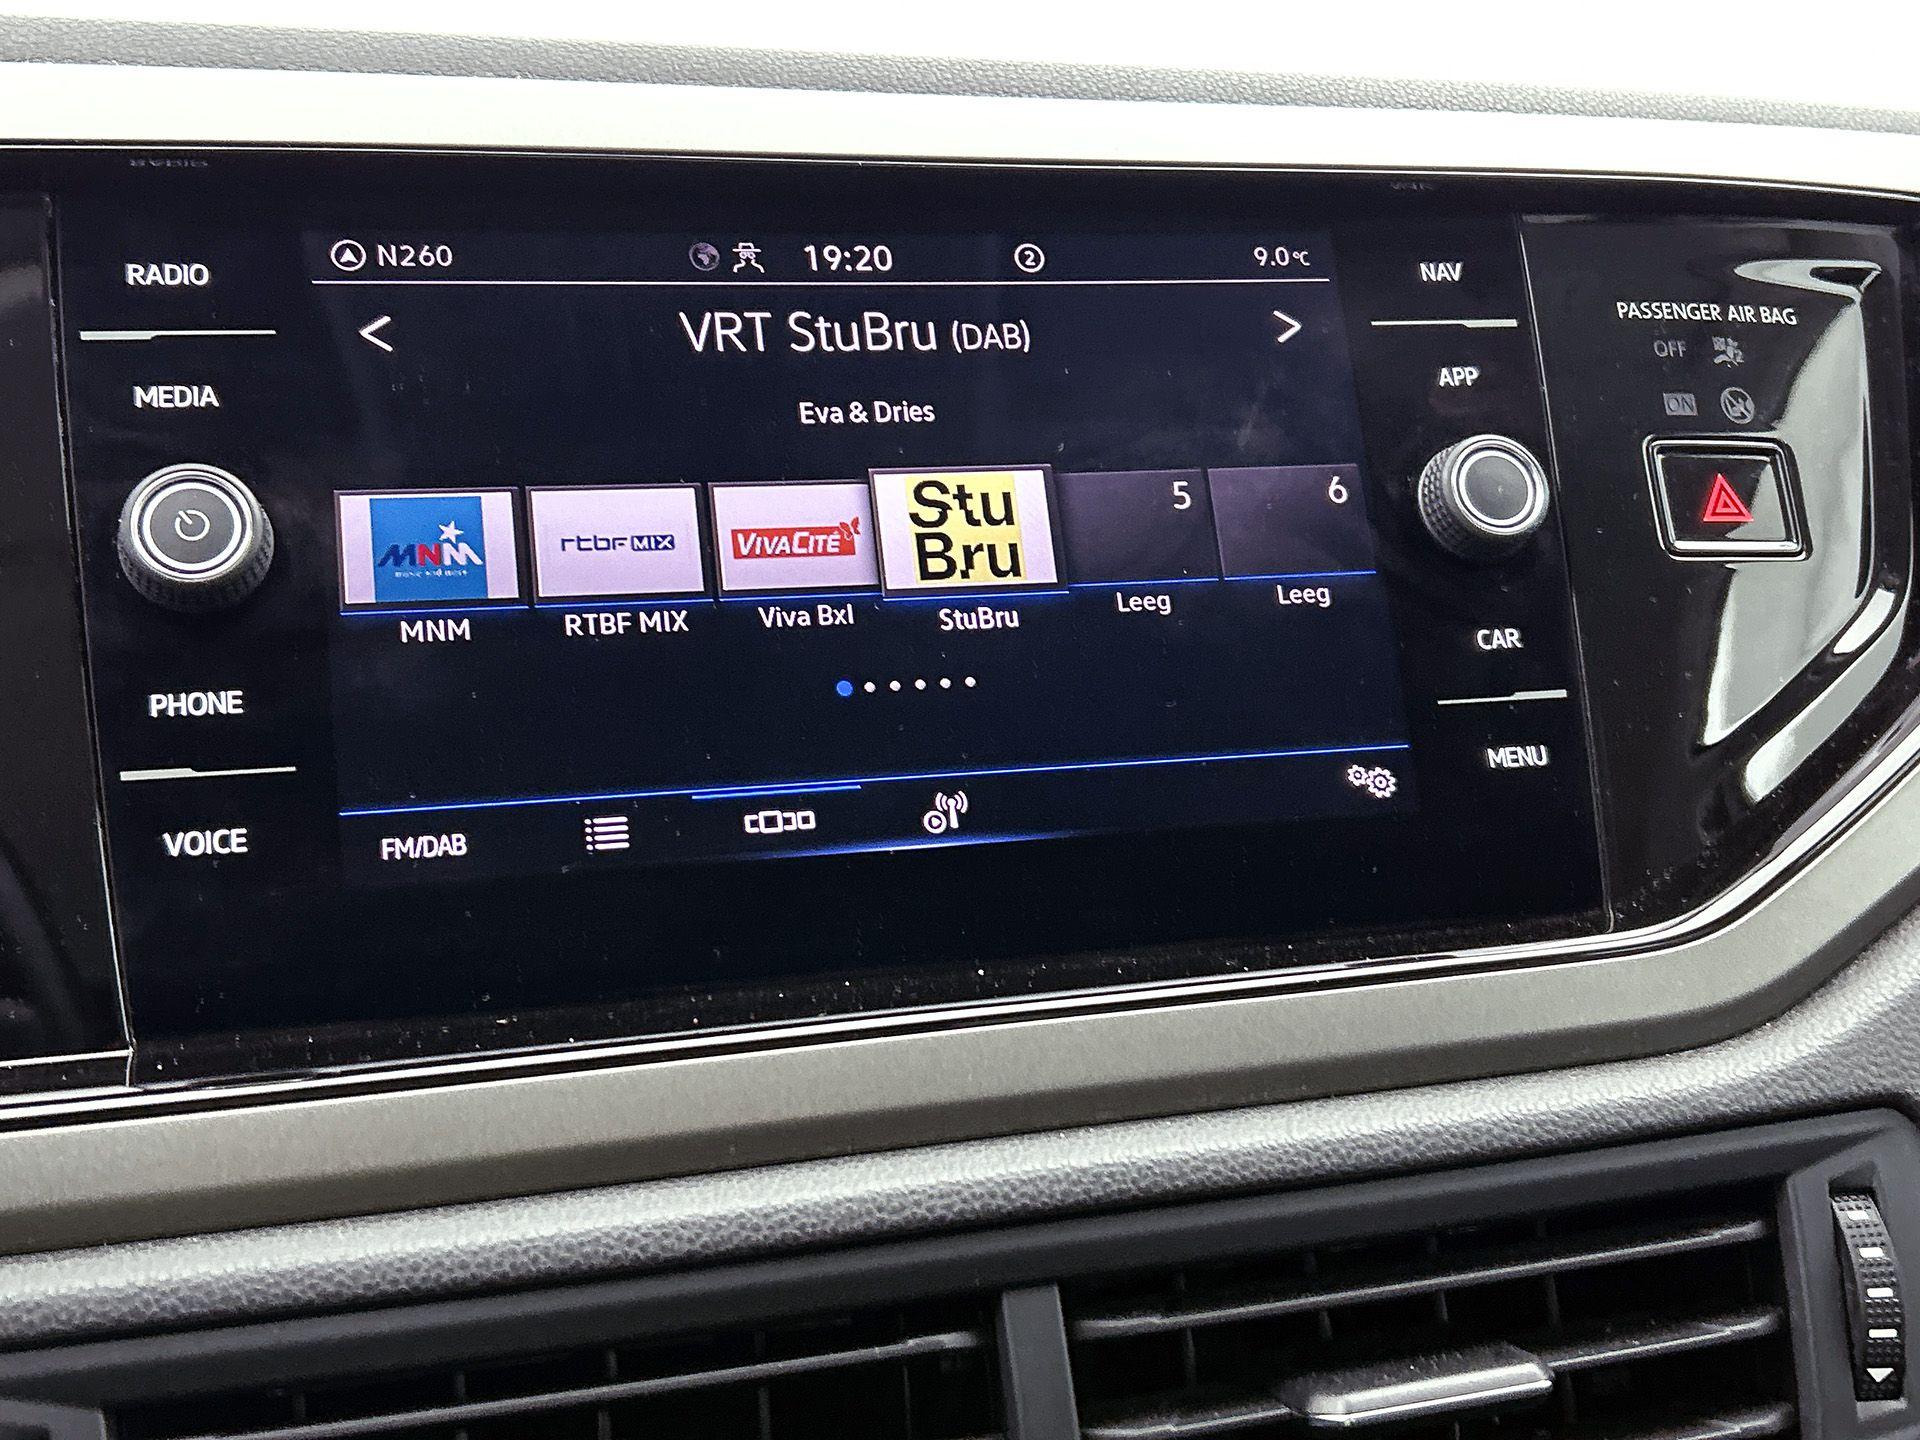 RADIO
MEDIA
PHONE
VOICE
N260
19:20
2
9.0°C
< VRT StuBru (DAB) >
Eva & Dries
MNM
rtbf MIX
VIVACITÉ
Stu
Bru
5
6
MNM
RTBF MIX
Viva Bxl
StuBru
Leeg
Leeg
FM/DAB
NAV
APP
CAR
MENU
PASSENGER AIR BAG
OFF
ON